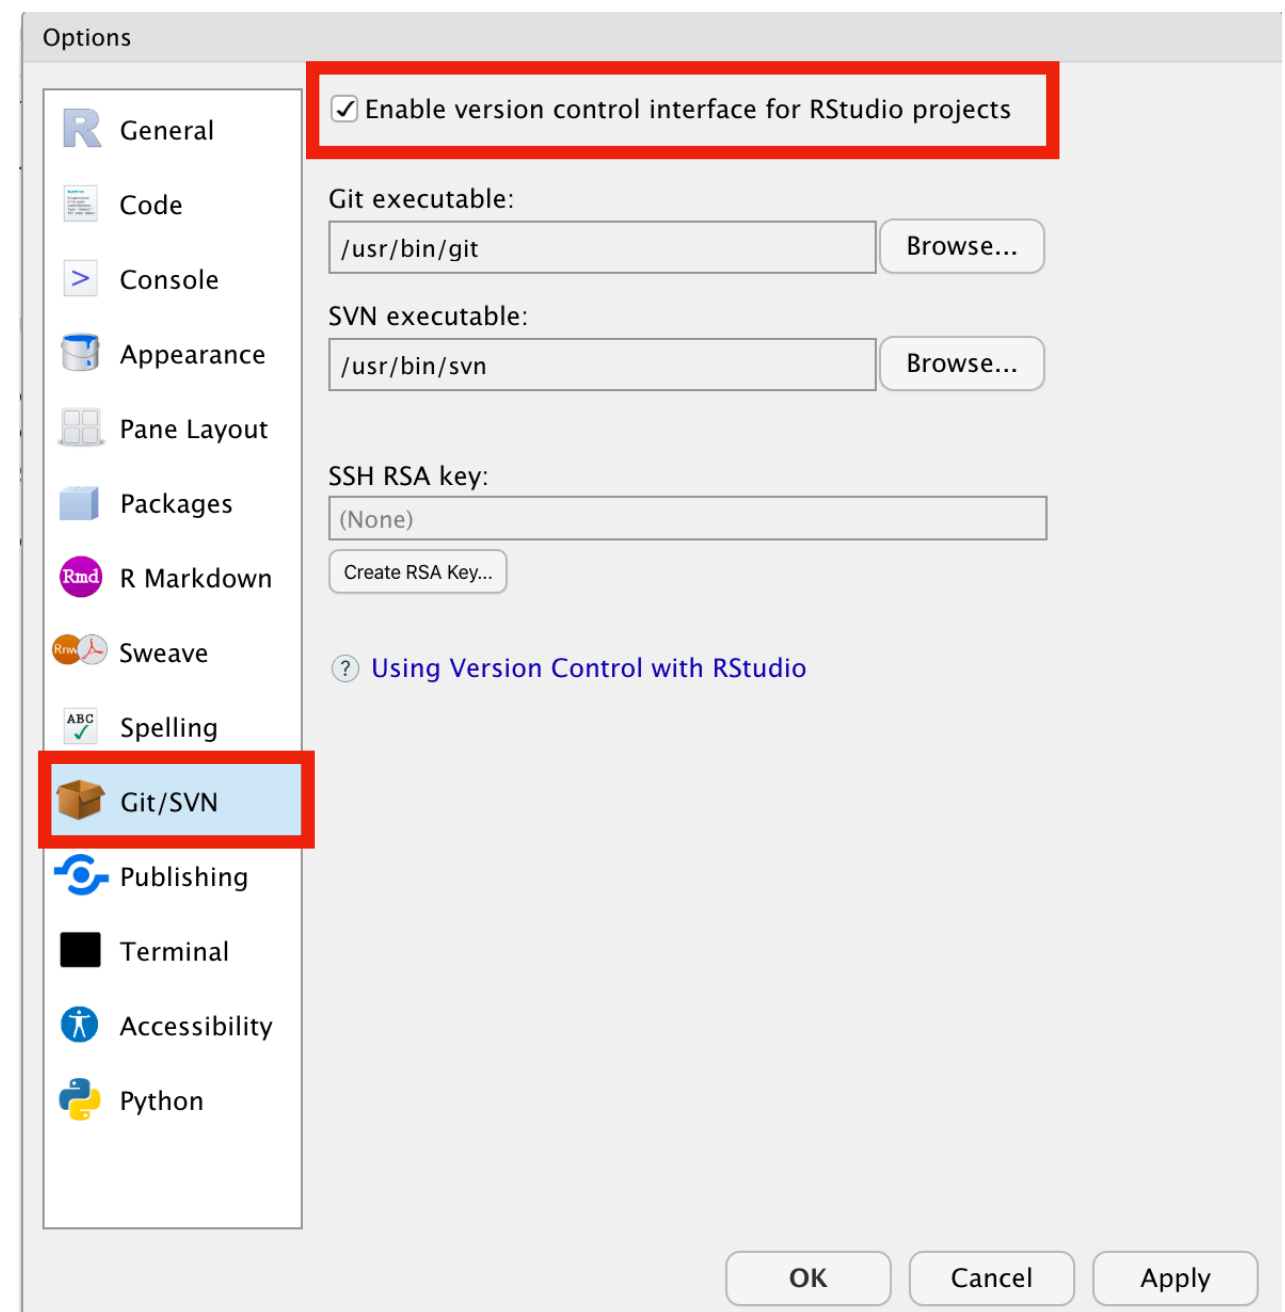 Options
General
Code
Console
Appearance
Pane Layout
Packages
Rmd R Markdown
Rnw Sweave
ABC Spelling
Git/SVN
Publishing
Terminal
Accessibility
Python
Enable version control interface for RStudio projects
Git executable:
/usr/bin/git Browse...
SVN executable:
/usr/bin/svn Browse...
SSH RSA key:
(None)
Create RSA Key...
? Using Version Control with RStudio
OK Cancel Apply